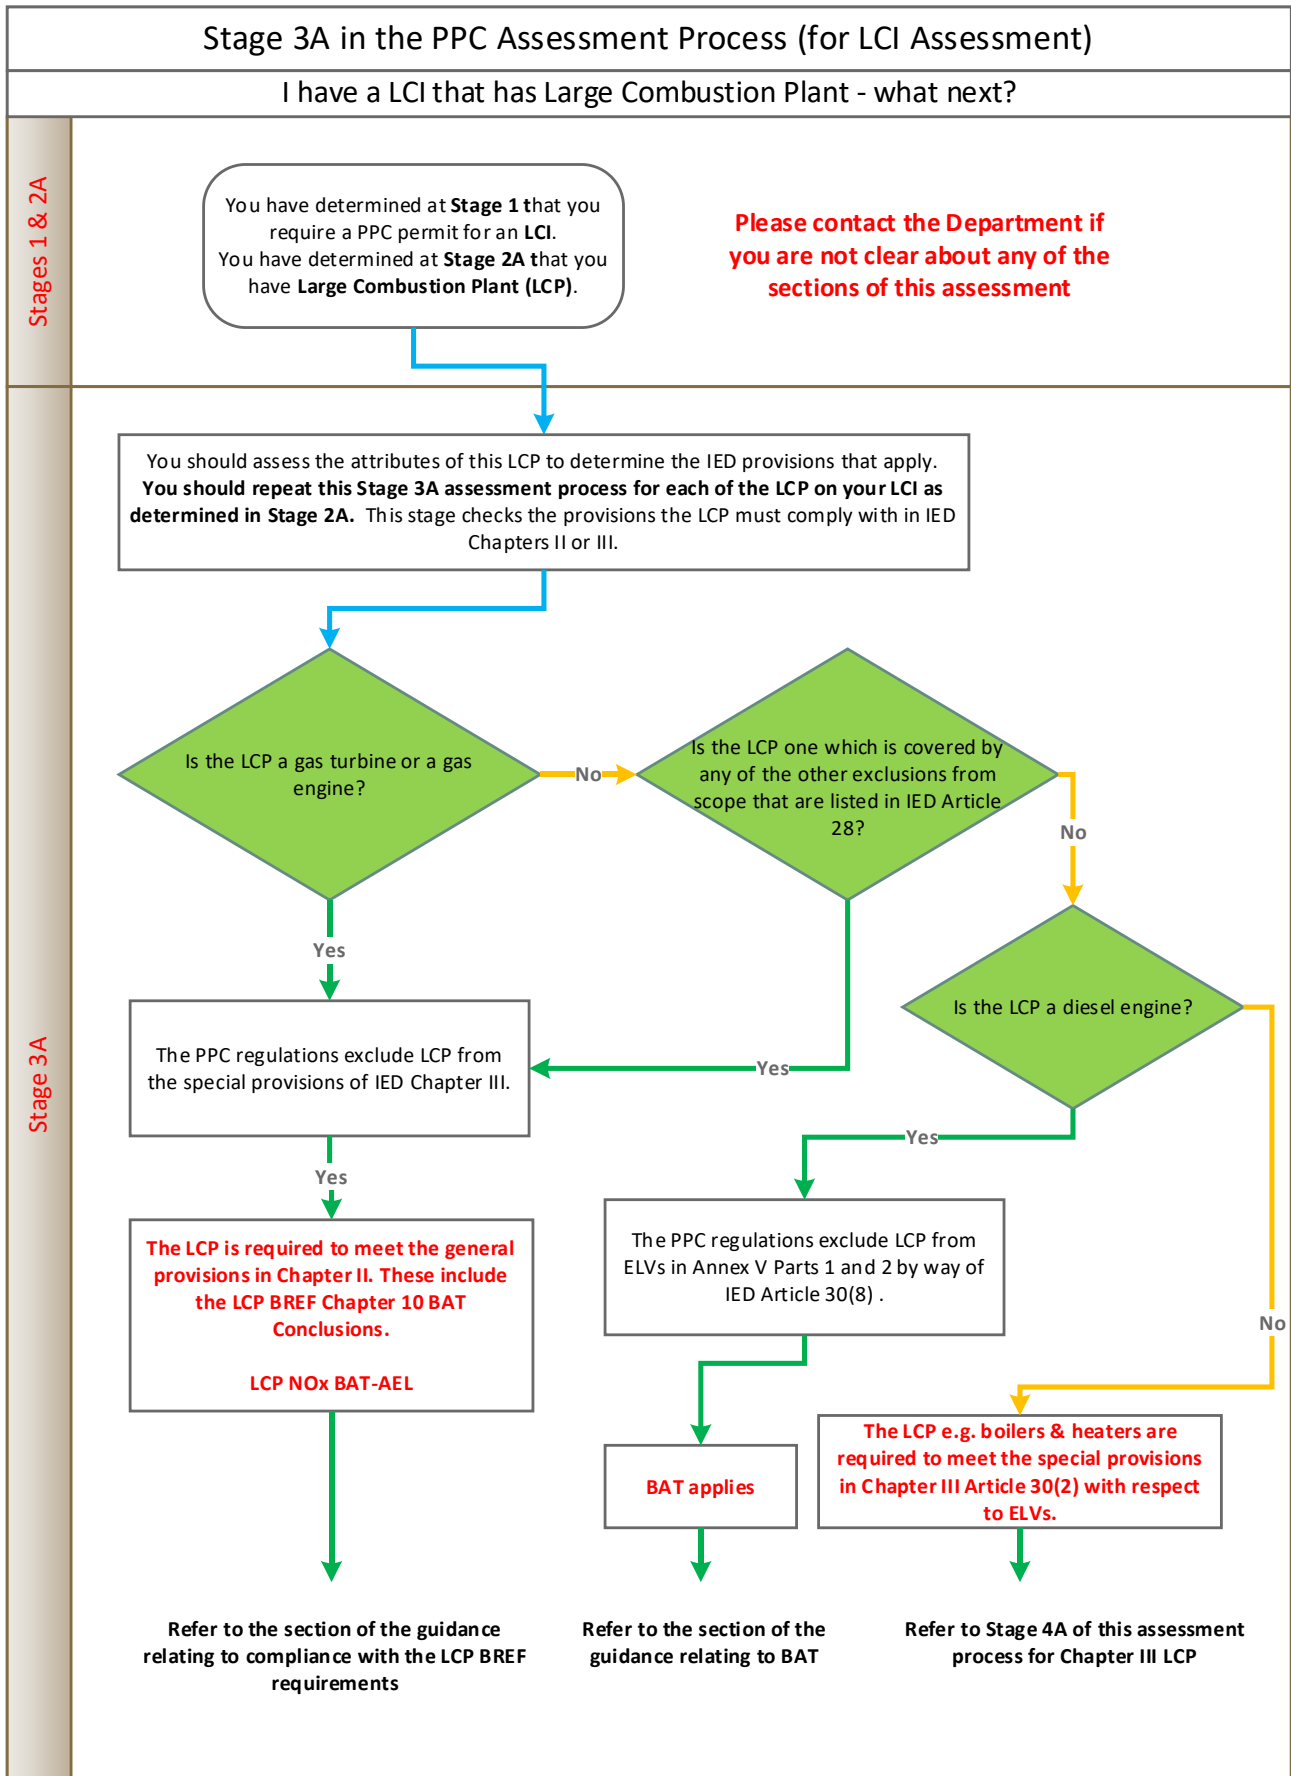 Stage 3A in the PPC Assessment Process (for LCI Assessment)
I have a LCI that has Large Combustion Plant - what next?
Stages 1 & 2A
You have determined at Stage 1 that you
require a PPC permit for an LCI.
You have determined at Stage 2A that you
have Large Combustion Plant (LCP).
Please contact the Department if
you are not clear about any of the
sections of this assessment
Stage 3A
You should assess the attributes of this LCP to determine the IED provisions that apply.
You should repeat this Stage 3A assessment process for each of the LCP on your LCI as
determined in Stage 2A. This stage checks the provisions the LCP must comply with in IED
Chapters II or III.
Is the LCP a gas turbine or a gas
engine?
No
Is the LCP one which is covered by
any of the other exclusions from
scope that are listed in IED Article
28?
No
Yes
Is the LCP a diesel engine?
The PPC regulations exclude LCP from
the special provisions of IED Chapter III.
Yes
Yes
Yes
No
The LCP is required to meet the general
provisions in Chapter II. These include
the LCP BREF Chapter 10 BAT
Conclusions.
LCP NOx BAT-AEL
The PPC regulations exclude LCP from
ELVs in Annex V Parts 1 and 2 by way of
IED Article 30(8) .
BAT applies
The LCP e.g. boilers & heaters are
required to meet the special provisions
in Chapter III Article 30(2) with respect
to ELVs.
Refer to the section of the guidance
relating to compliance with the LCP BREF
requirements
Refer to the section of the
guidance relating to BAT
Refer to Stage 4A of this assessment
process for Chapter III LCP